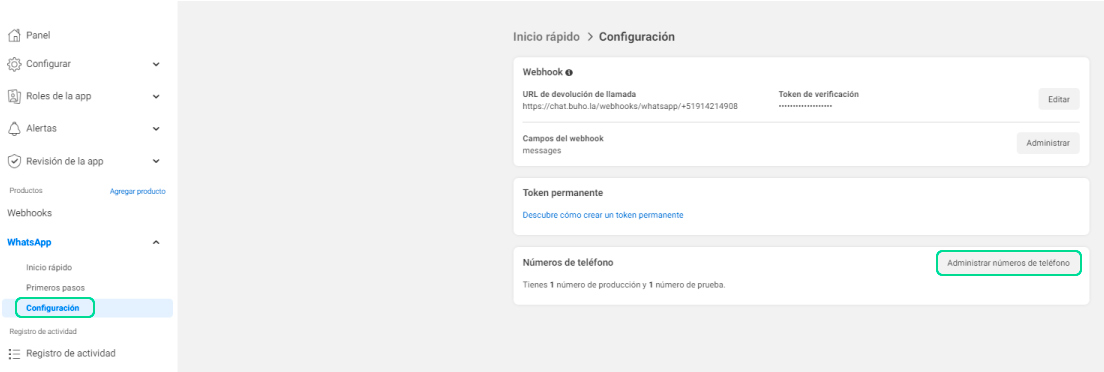 Panel
Configurar
Roles de la app
Alertas
Revisión de la app
Productos Agregar producto
Webhooks
WhatsApp
Inicio rápido
Primeros pasos
Configuración
Registro de actividad
Registro de actividad
Inicio rápido > Configuración
Webhook
URL de devolución de llamada Token de verificación
https://chat.buho.la/webhooks/whatsapp/+51914214908 ••••••••••••••••••• Editar
Campos del webhook
messages Administrar
Token permanente
Descubre cómo crear un token permanente
Números de teléfono Administrar números de teléfono
Tienes 1 número de producción y 1 número de prueba.